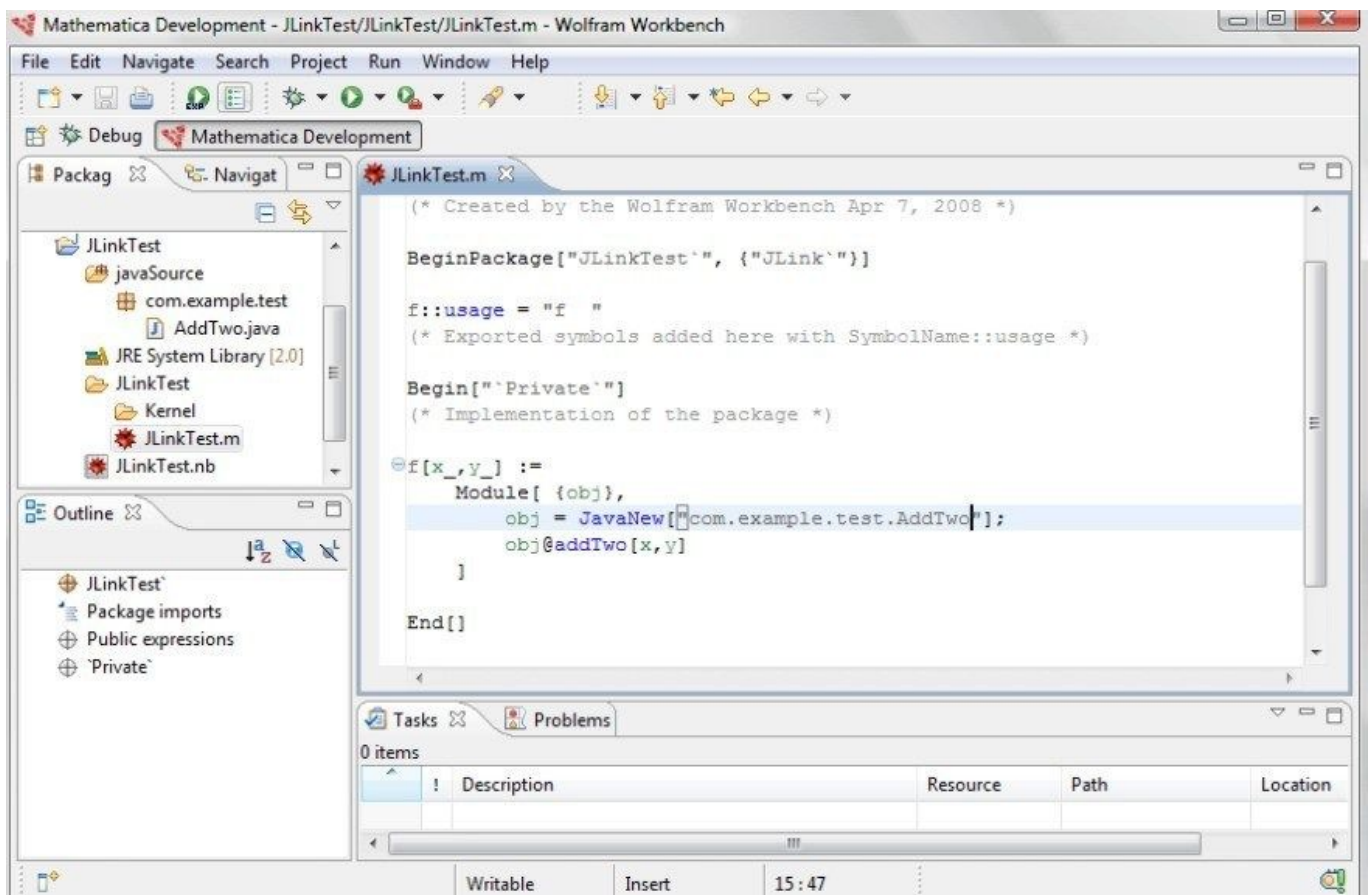 Mathematica Development - JLinkTest/JLinkTest/JLinkTest.m - Wolfram Workbench
File Edit Navigate Search Project Run Window Help
Debug Mathematica Development
Packag Navigat
JLinkTest
javaSource
com.example.test
AddTwo.java
JRE System Library [2.0]
JLinkTest
Kernel
JLinkTest.m
JLinkTest.nb
Outline
JLinkTest`
Package imports
Public expressions
`Private`
JLinkTest.m
(* Created by the Wolfram Workbench Apr 7, 2008 *)
BeginPackage["JLinkTest`", {"JLink`"}]
f::usage = "f  "
(* Exported symbols added here with SymbolName::usage *)
Begin["`Private`"]
(* Implementation of the package *)
f[x_,y_] :=
Module[ {obj},
obj = JavaNew["com.example.test.AddTwo"];
obj@addTwo[x,y]
]
End[]
Tasks Problems
0 items
! Description Resource Path Location
Writable Insert 15:47